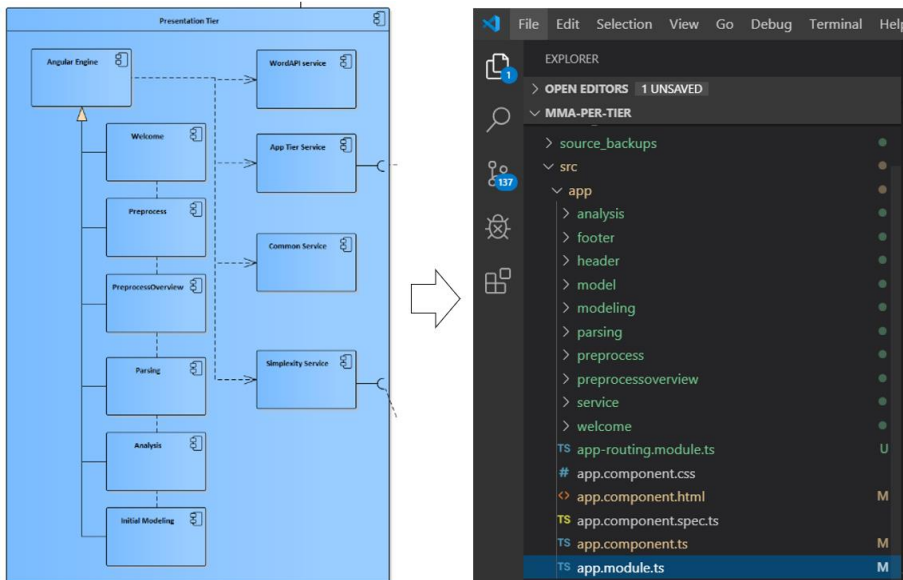 Presentation Tier
Angular Engine
WordAPI service
Welcome
App Tier Service
Preprocess
Common Service
PreprocessOverview
Parsing
Simplexity Service
Analysis
Initial Modeling
File Edit Selection View Go Debug Terminal Help
EXPLORER
OPEN EDITORS 1 UNSAVED
MMA-PER-TIER
1
source_backups
src
137
app
analysis
footer
header
model
modeling
parsing
preprocess
preprocessoverview
service
welcome
TS app-routing.module.ts U
# app.component.css
<> app.component.html M
TS app.component.spec.ts
TS app.component.ts M
TS app.module.ts M